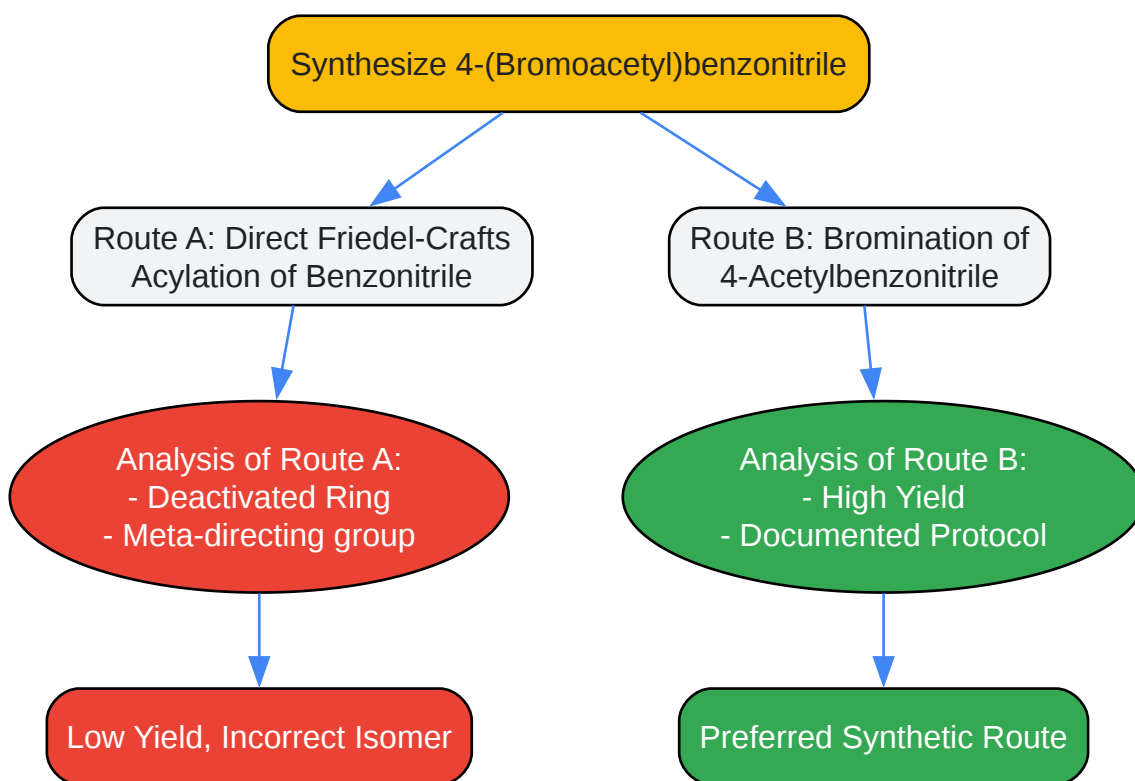 Synthesize 4-(Bromoacetyl)benzonitrile
Route A: Direct Friedel-Crafts
Acylation of Benzonitrile
Route B: Bromination of
4-Acetylbenzonitrile
Analysis of Route A:
- Deactivated Ring
- Meta-directing group
Analysis of Route B:
- High Yield
- Documented Protocol
Low Yield, Incorrect Isomer
Preferred Synthetic Route